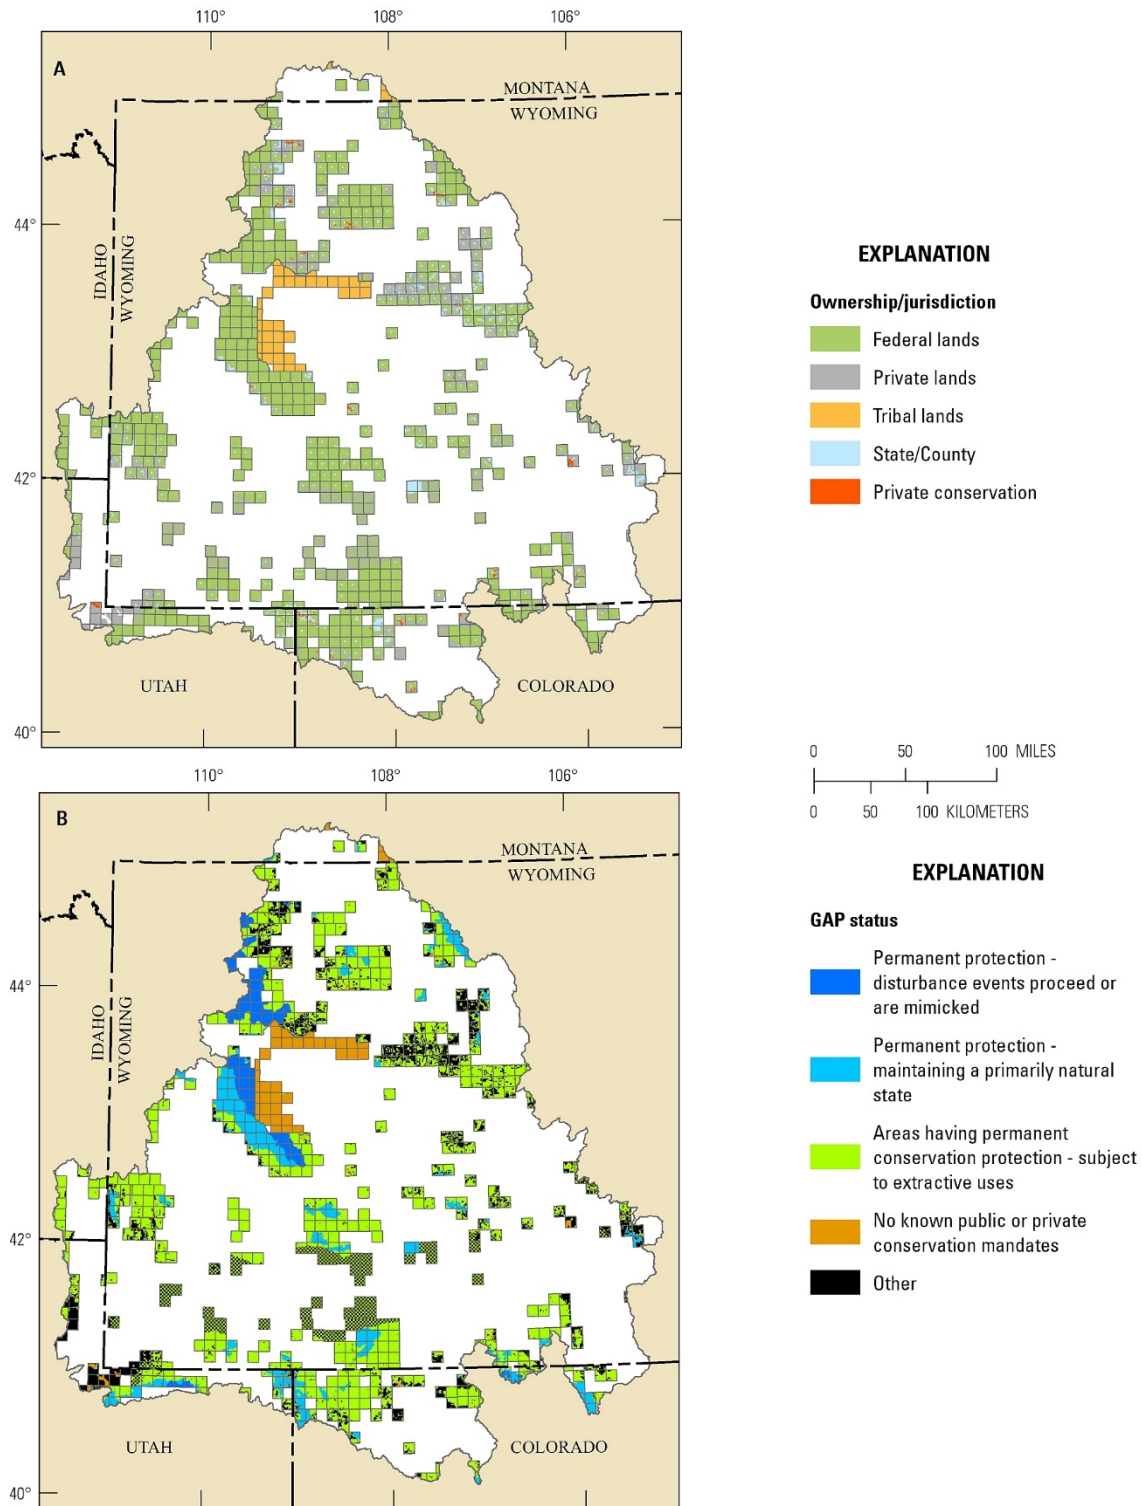 110°
108°
106°
A
MONTANA
WYOMING
44°
IDAHO
WYOMING
42°
UTAH
COLORADO
40°
EXPLANATION
Ownership/jurisdiction
Federal lands
Private lands
Tribal lands
State/County
Private conservation
0 50 100 MILES
0 50 100 KILOMETERS
110°
108°
106°
B
MONTANA
WYOMING
44°
IDAHO
WYOMING
42°
UTAH
COLORADO
40°
EXPLANATION
GAP status
Permanent protection -
disturbance events proceed or
are mimicked
Permanent protection -
maintaining a primarily natural
state
Areas having permanent
conservation protection - subject
to extractive uses
No known public or private
conservation mandates
Other